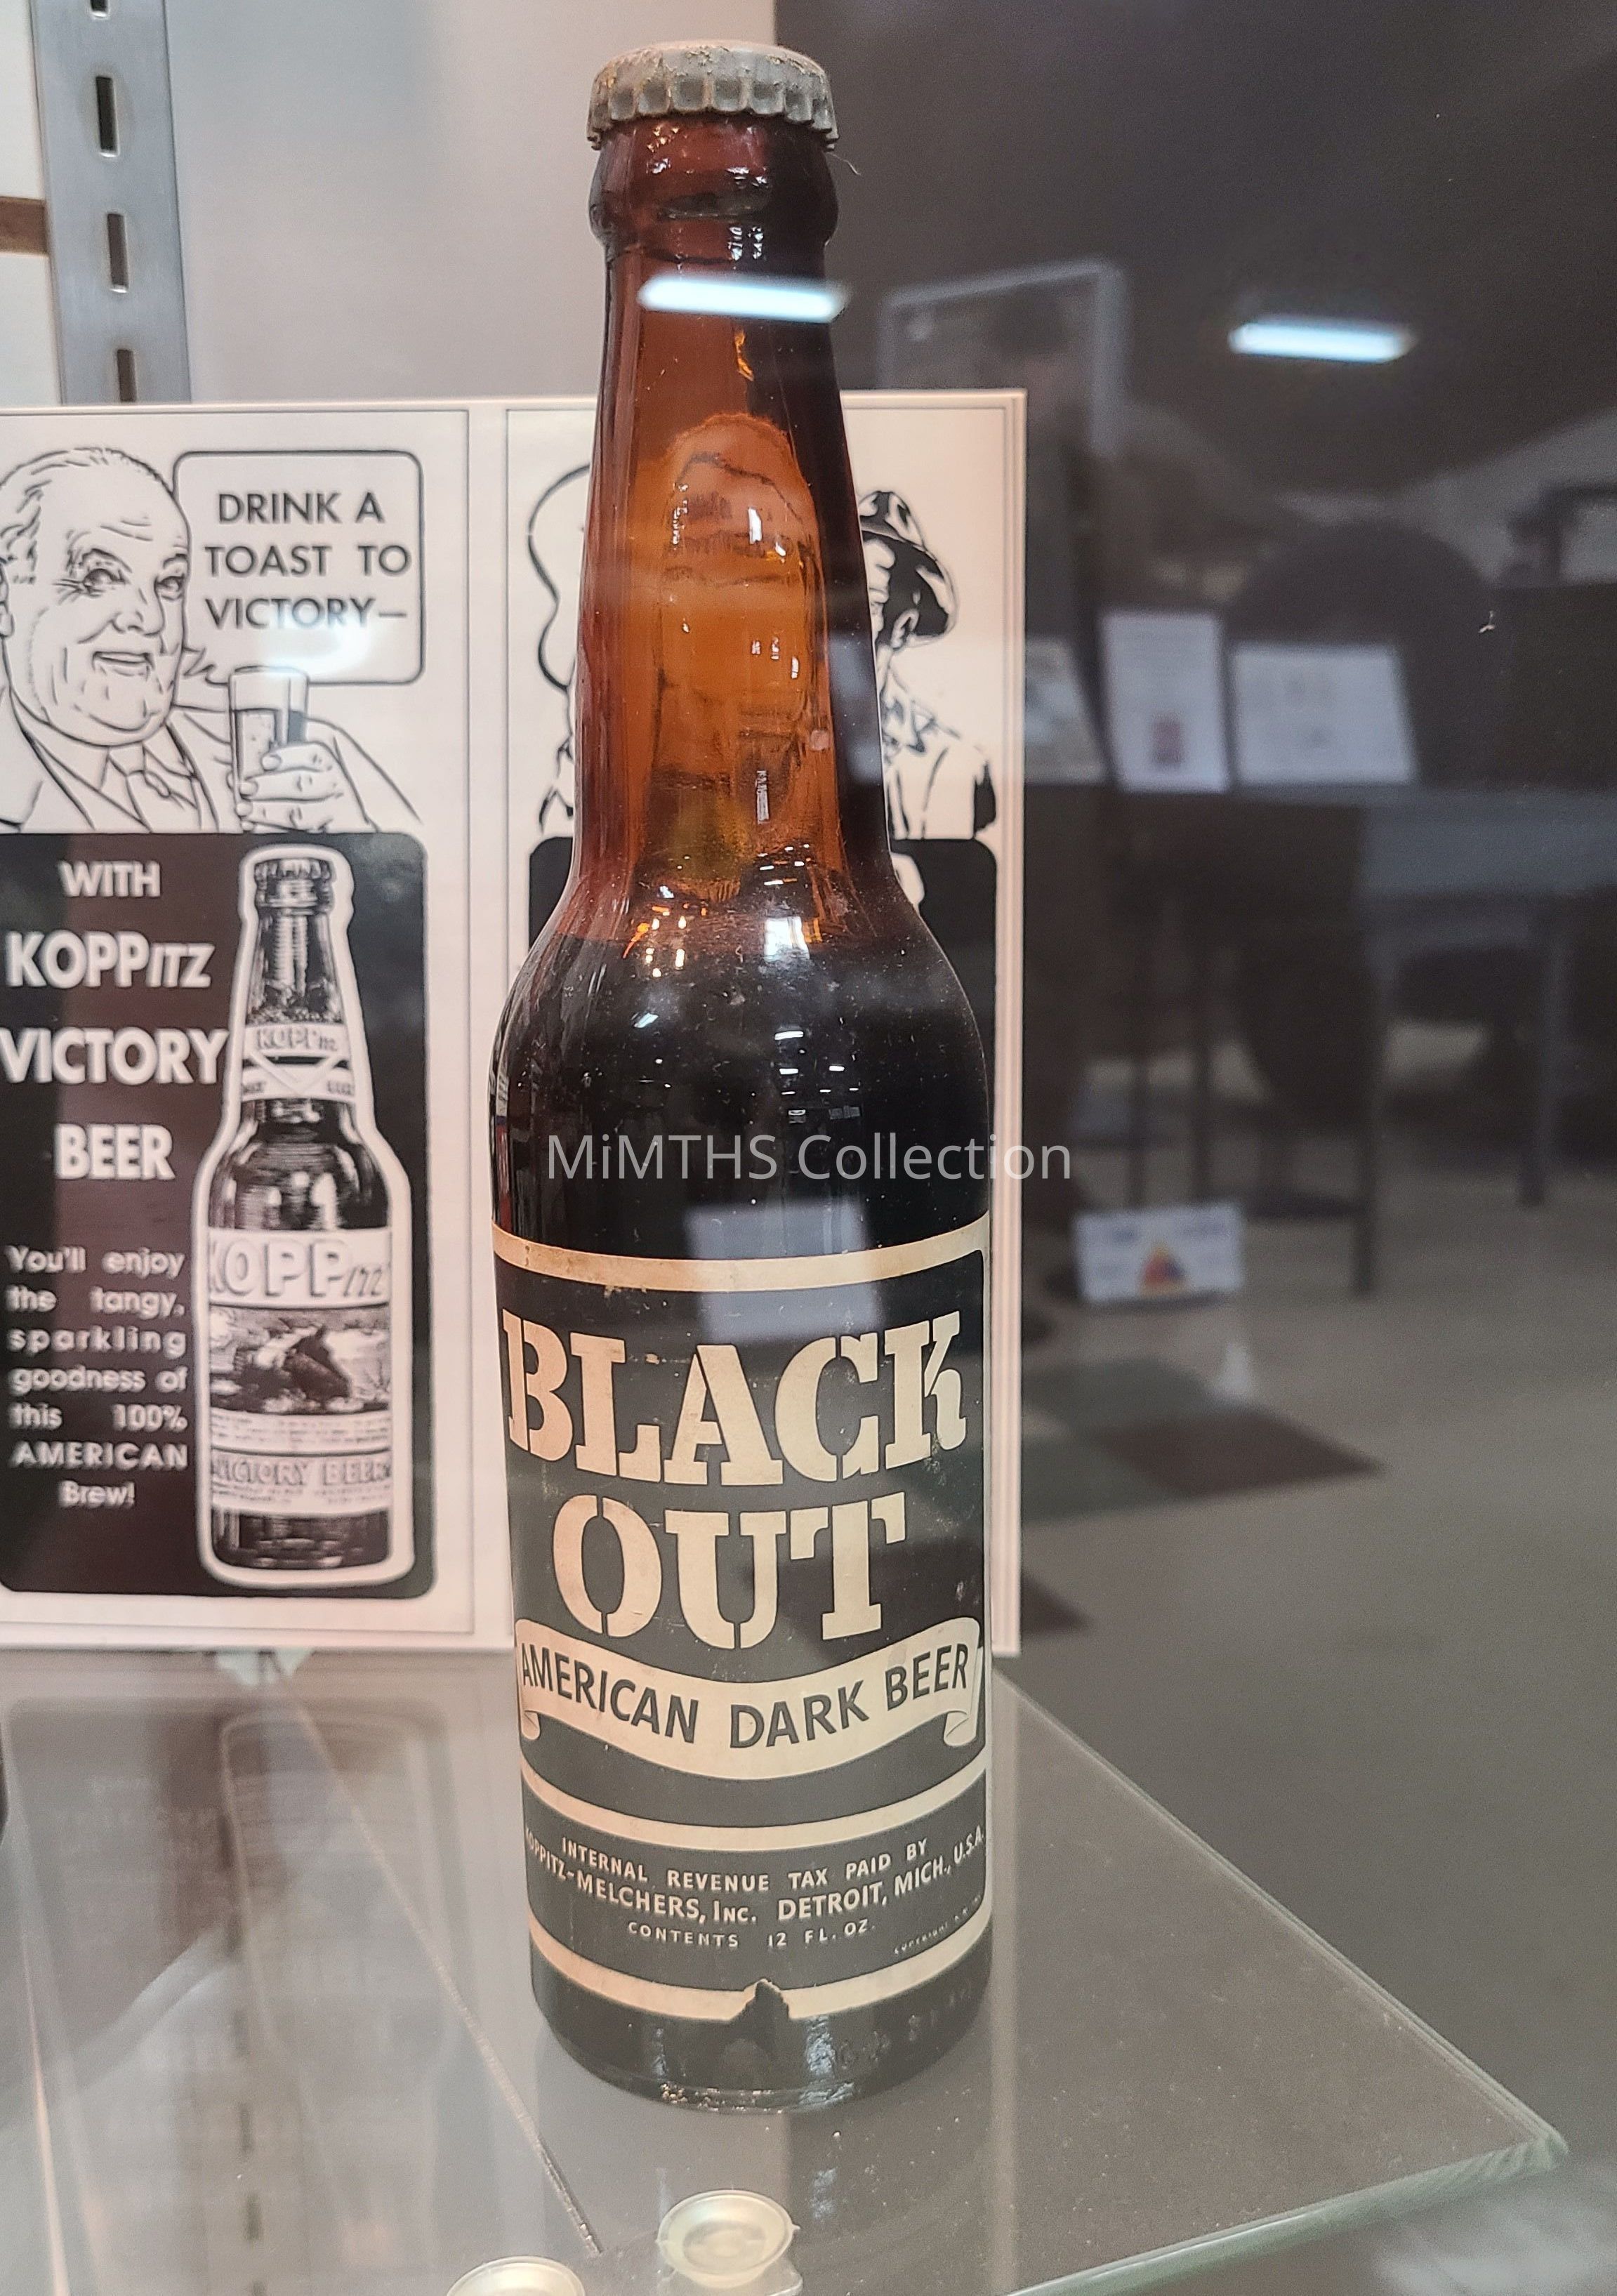 DRINK A
TOAST TO
VICTORY—
WITH
KOPPITZ
VICTORY
BEER
You'll enjoy
the tangy,
sparkling
goodness of
this 100%
AMERICAN
Brew!
KOPPITZ
KOPPITZ
VICTORY BEER
MiMTHS Collection
BLACK
OUT
AMERICAN DARK BEER
INTERNAL REVENUE TAX PAID BY
KOPPITZ-MELCHERS, INC. DETROIT, MICH., U.S.A.
CONTENTS 12 FL. OZ.